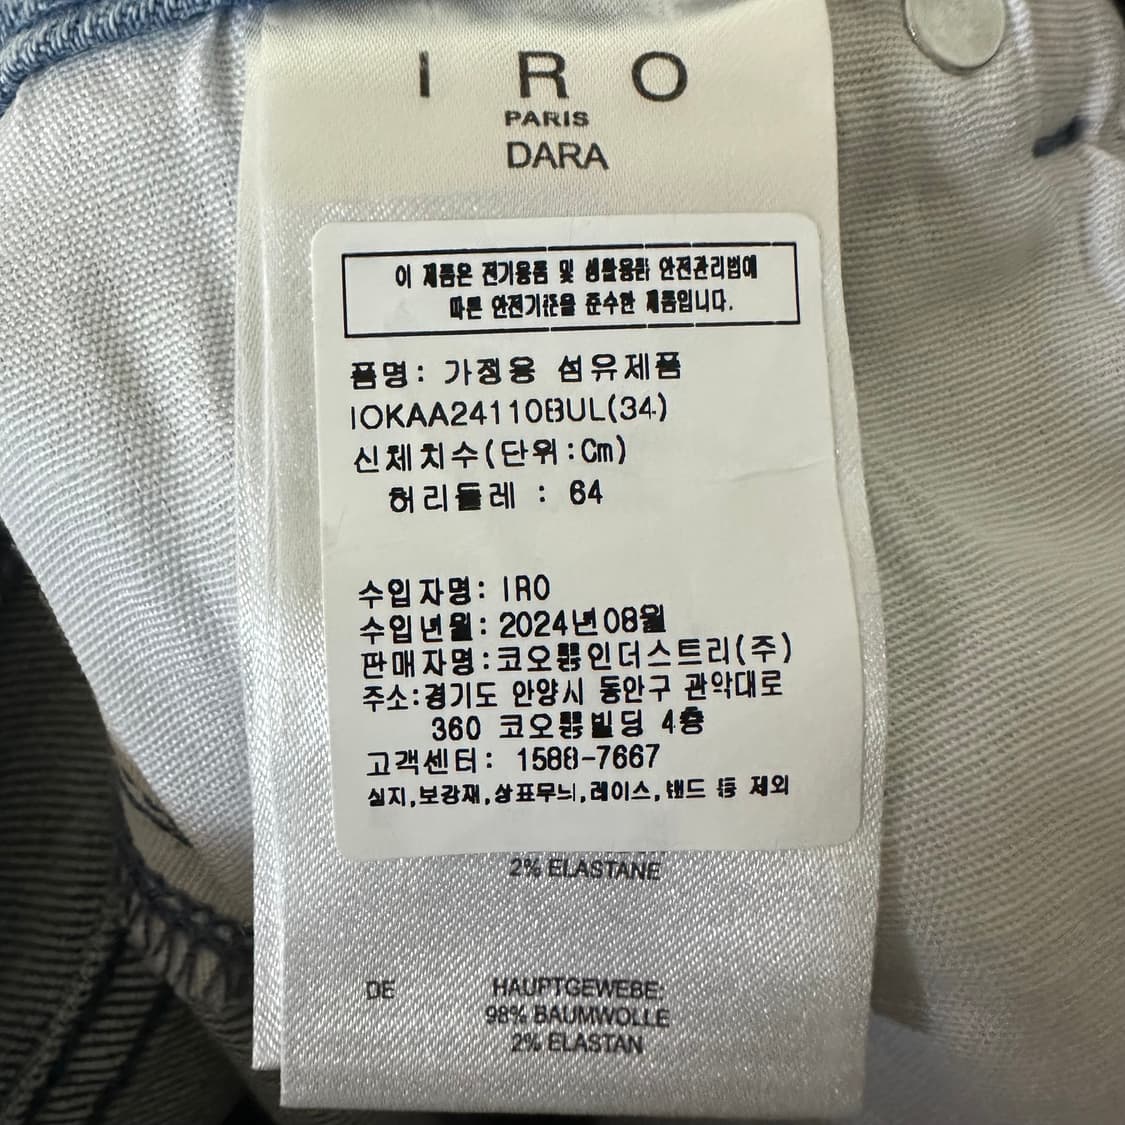 IRO
PARIS
DARA
이 제품은 전기용품 및 생활용품 안전관리법에
따른 안전기준을 준수한 제품입니다.
품명: 가정용 섬유제품
IOKAA24110BUL(34)
신체치수(단위:Cm)
허리둘레 : 64
수입자명: IRO
수입년월: 2024년08월
판매자명:코오롱인더스트리(주)
주소:경기도 안양시 동안구 관악대로
360 코오롱빌딩 4층
고객센터: 1588-7667
심지,보강재,상표무늬,레이스,밴드 등 제외
2% ELASTANE
DE
HAUPTGEWEBE:
98% BAUMWOLLE
2% ELASTAN